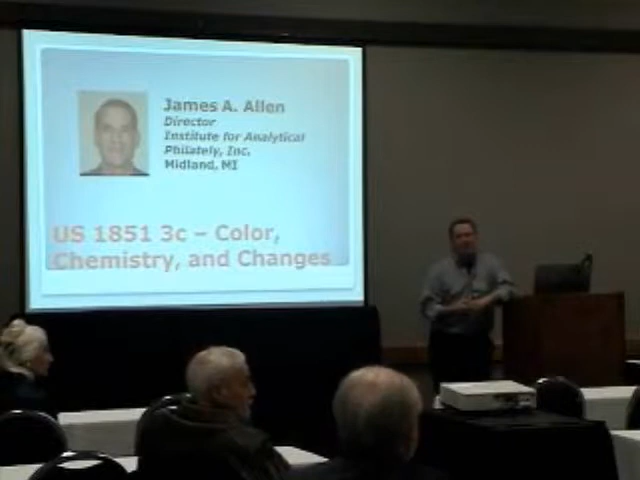 James A. Allen
Director
Institute for Analytical
Philately, Inc.
Midland, MI
US 1851 3c – Color,
Chemistry, and Changes